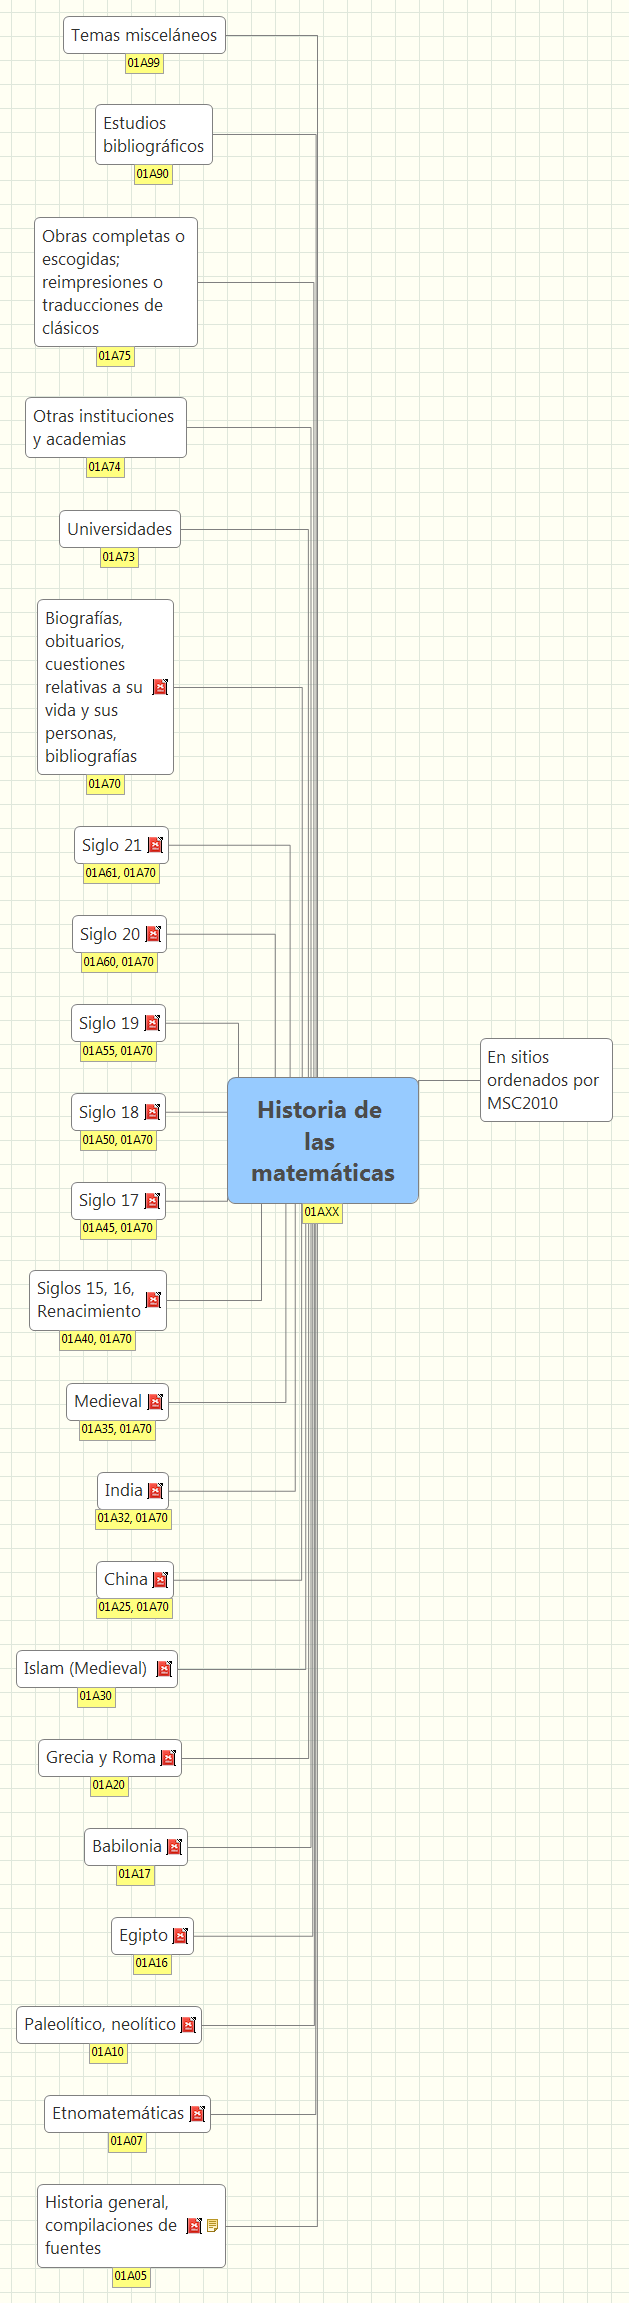 Temas misceláneos
01A99
Estudios
bibliográficos
01A90
Obras completas o
escogidas;
reimpresiones o
traducciones de
clásicos
01A75
Otras instituciones
y academias
01A74
Universidades
01A73
Biografías,
obituarios,
cuestiones
relativas a su
vida y sus
personas,
bibliografías
01A70
Siglo 21
01A61, 01A70
Siglo 20
01A60, 01A70
Siglo 19
01A55, 01A70
Siglo 18
01A50, 01A70
Siglo 17
01A45, 01A70
Siglos 15, 16,
Renacimiento
01A40, 01A70
Medieval
01A35, 01A70
India
01A32, 01A70
China
01A25, 01A70
Islam (Medieval)
01A30
Grecia y Roma
01A20
Babilonia
01A17
Egipto
01A16
Paleolítico, neolítico
01A10
Etnomatemáticas
01A07
Historia general,
compilaciones de
fuentes
01A05
Historia de
las
matemáticas
01AXX
En sitios
ordenados por
MSC2010